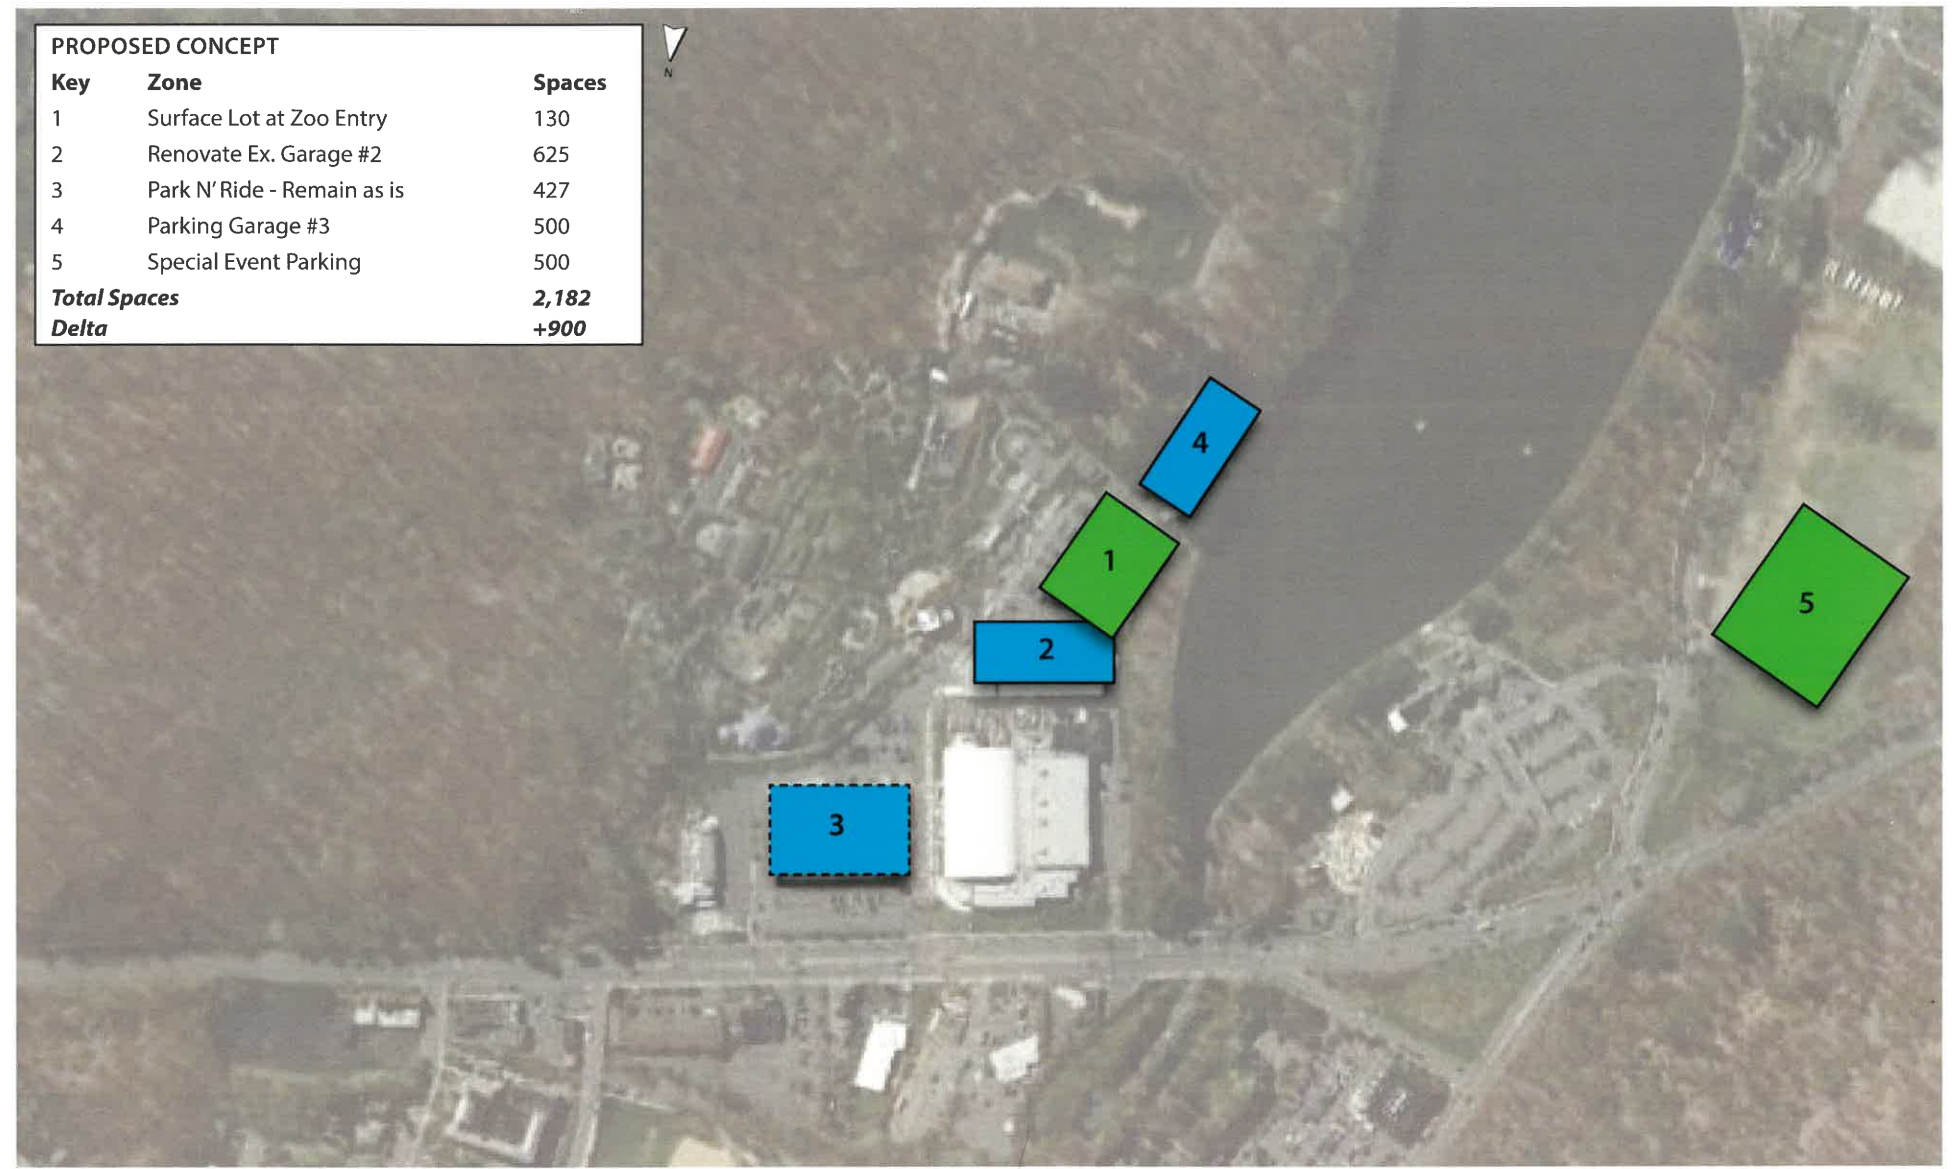 PROPOSED CONCEPT
Key Zone Spaces
1 Surface Lot at Zoo Entry 130
2 Renovate Ex. Garage #2 625
3 Park N' Ride - Remain as is 427
4 Parking Garage #3 500
5 Special Event Parking 500
Total Spaces 2,182
Delta +900
N
4
1
5
2
3